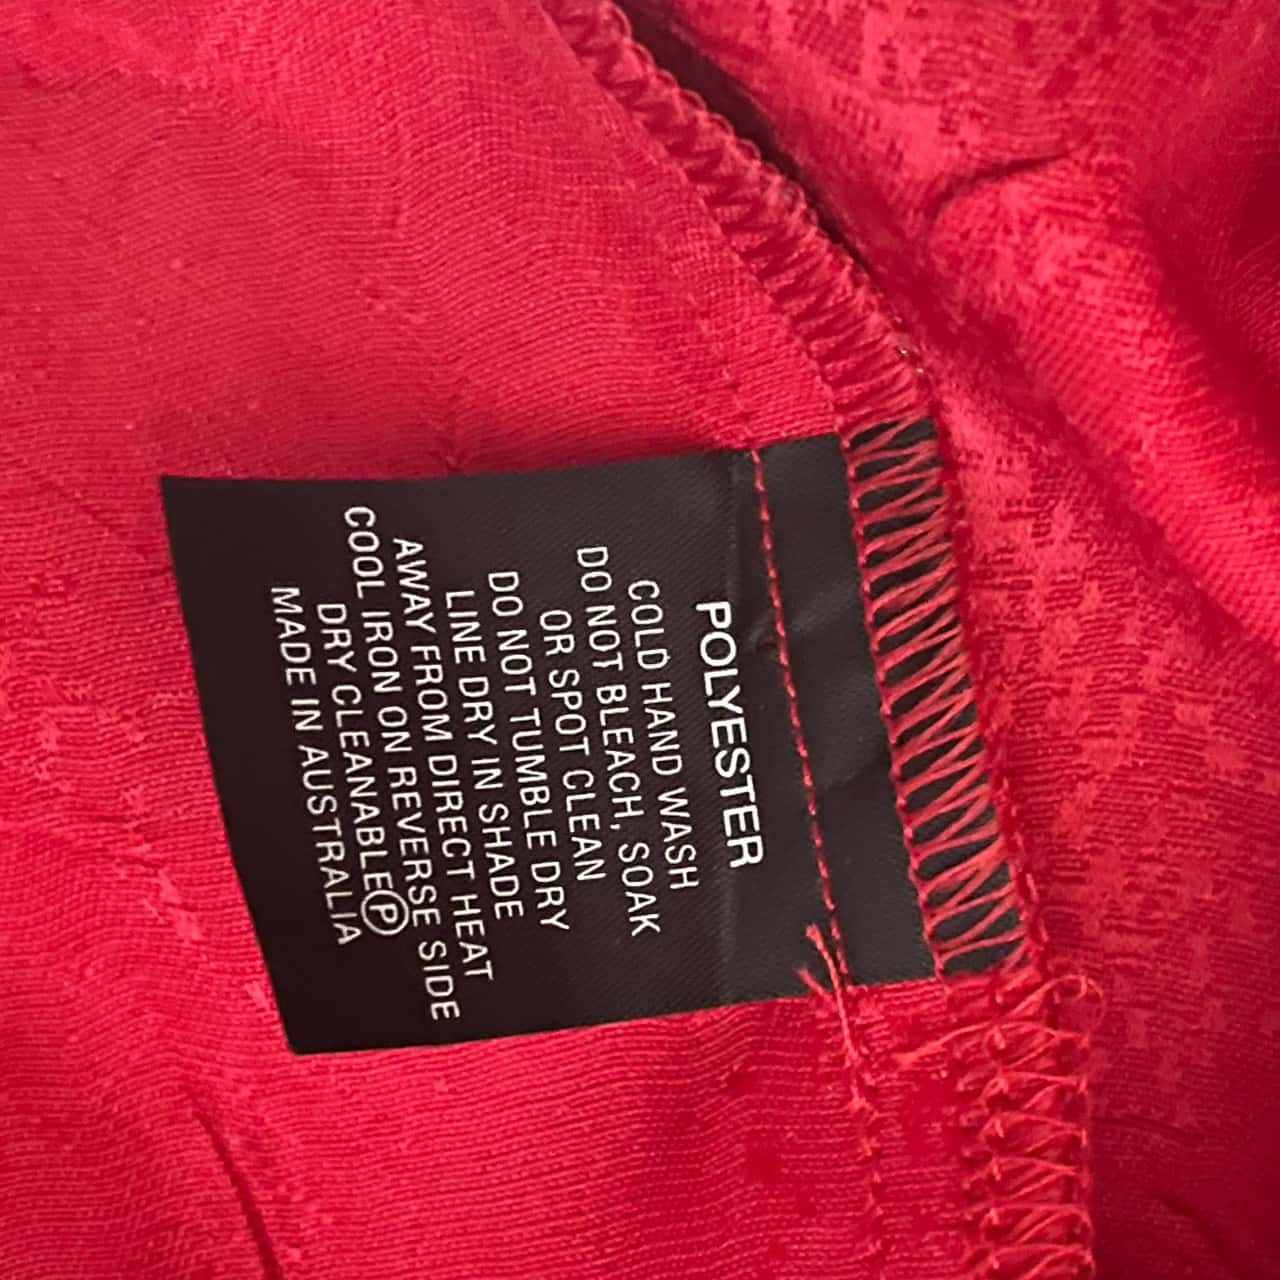 POLYESTER
COLD HAND WASH
DO NOT BLEACH, SOAK
OR SPOT CLEAN
DO NOT TUMBLE DRY
LINE DRY IN SHADE
AWAY FROM DIRECT HEAT
COOL IRON ON REVERSE SIDE
DRY CLEANABLE Ⓟ
MADE IN AUSTRALIA